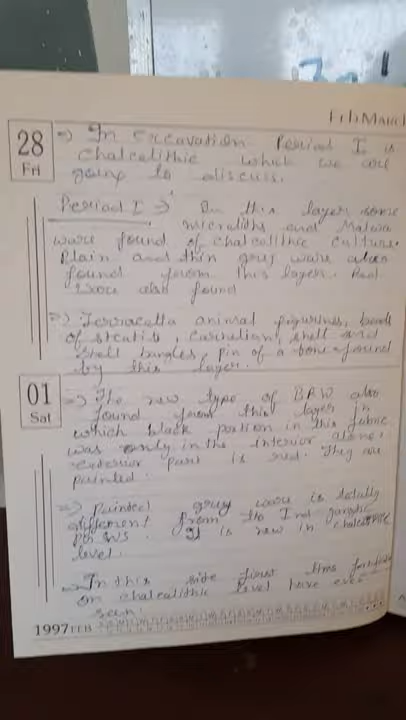 Feb/March
28
Fri
=> In excavation Period I is
chalcolithic which we are
going to discuss.
Period I => In this layer some
microliths and Malwa
ware found of chalcolithic culture.
Plain and thin grey ware also
found from this layer. Red
ware also found
=> Terracotta animal figurines, beads
of steatite, carnelian, shell and
shell bangles, pin of a bone found
by this layer.
01
Sat
=> The new type of BRW also
found from this layer in
which black portion in this fabric
was only in the interior alone,
exterior part is red. They are
painted.
=> Painted grey ware is totally
different from the Ind gangetic
PGWS. It is new in chalcolithic
level.
=> In this site first time
on chalcolithic level have ever
seen.
1997 FEB